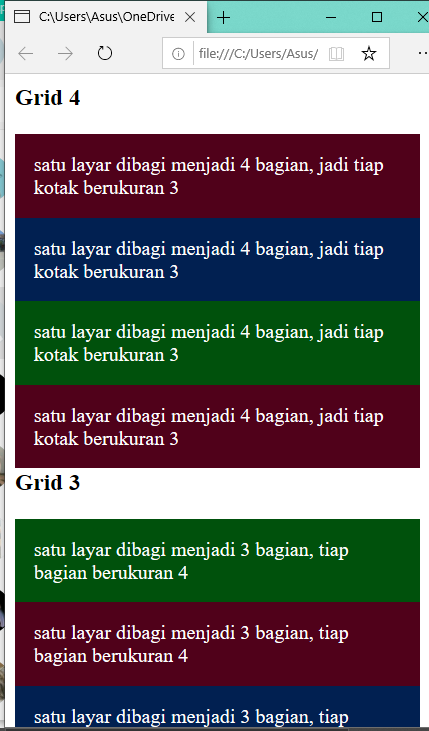 C:\Users\Asus\OneDrive
file:///C:/Users/Asus/
Grid 4
satu layar dibagi menjadi 4 bagian, jadi tiap
kotak berukuran 3
satu layar dibagi menjadi 4 bagian, jadi tiap
kotak berukuran 3
satu layar dibagi menjadi 4 bagian, jadi tiap
kotak berukuran 3
satu layar dibagi menjadi 4 bagian, jadi tiap
kotak berukuran 3
Grid 3
satu layar dibagi menjadi 3 bagian, tiap
bagian berukuran 4
satu layar dibagi menjadi 3 bagian, tiap
bagian berukuran 4
satu layar dibagi menjadi 3 bagian, tiap